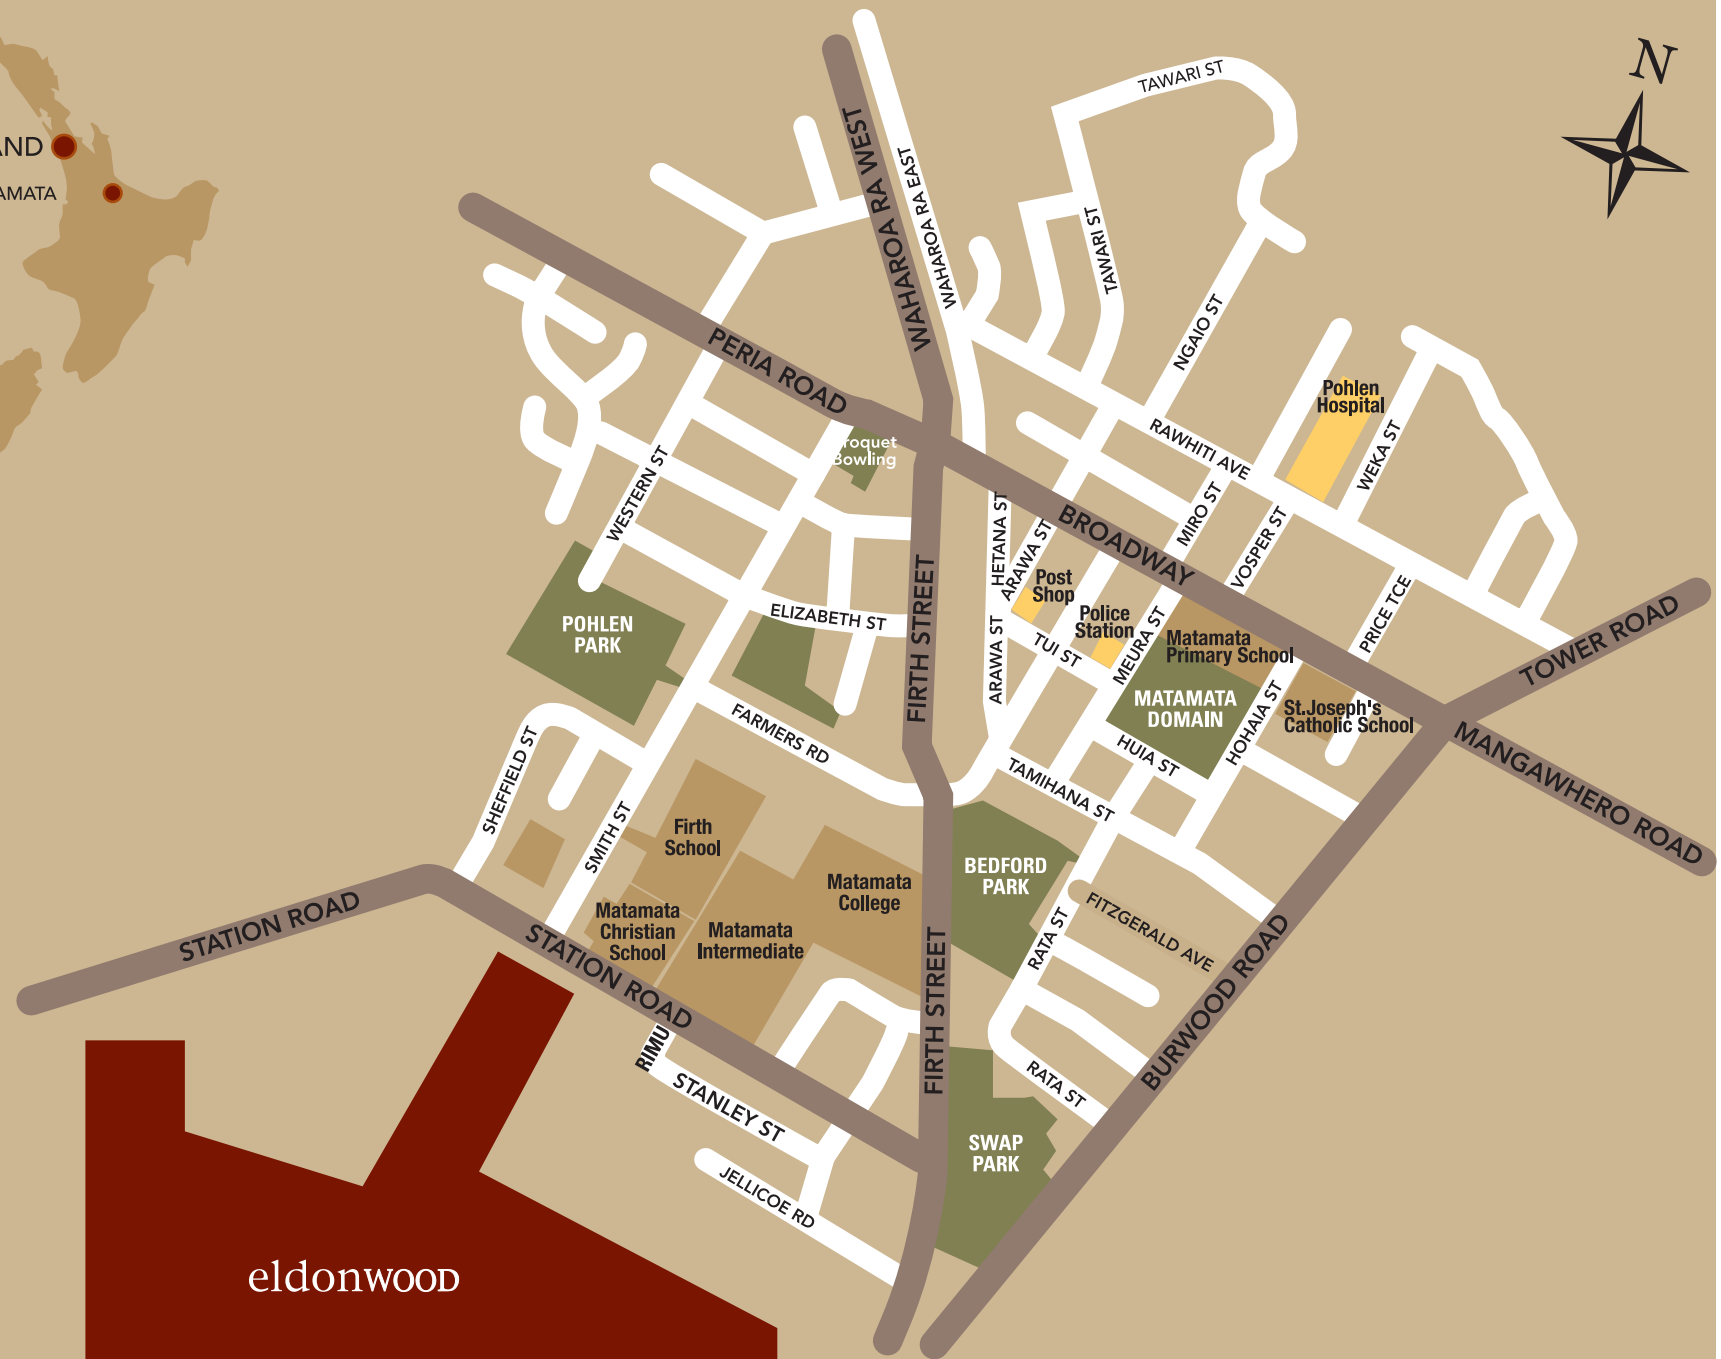 N
TAWARI ST
AND
AMATA
WAHAROA RA WEST
WAHAROA RA EAST
TAWARI ST
NGAIO ST
PERIA ROAD
Pohlen
Hospital
RAWHITI AVE
WEKA ST
roquet
Bowling
WESTERN ST
MIRO ST
HETANA ST
ARAWA ST
BROADWAY
VOSPER ST
Post
Shop
PRICE TCE
TOWER ROAD
ELIZABETH ST
FIRTH STREET
POHLEN
PARK
Police
Station
TUI ST
ARAWA ST
MEURA ST
Matamata
Primary School
MATAMATA
DOMAIN
St.Joseph's
Catholic School
HOHAIA ST
HUIA ST
FARMERS RD
MANGAWHERO ROAD
SHEFFIELD ST
TAMIHANA ST
SMITH ST
Firth
School
BEDFORD
PARK
Matamata
College
STATION ROAD
Matamata
Christian
School
Matamata
Intermediate
FITZGERALD AVE
RATA ST
STATION ROAD
FIRTH STREET
BURWOOD ROAD
RIMU
STANLEY ST
RATA ST
SWAP
PARK
JELLICOE RD
eldonwood